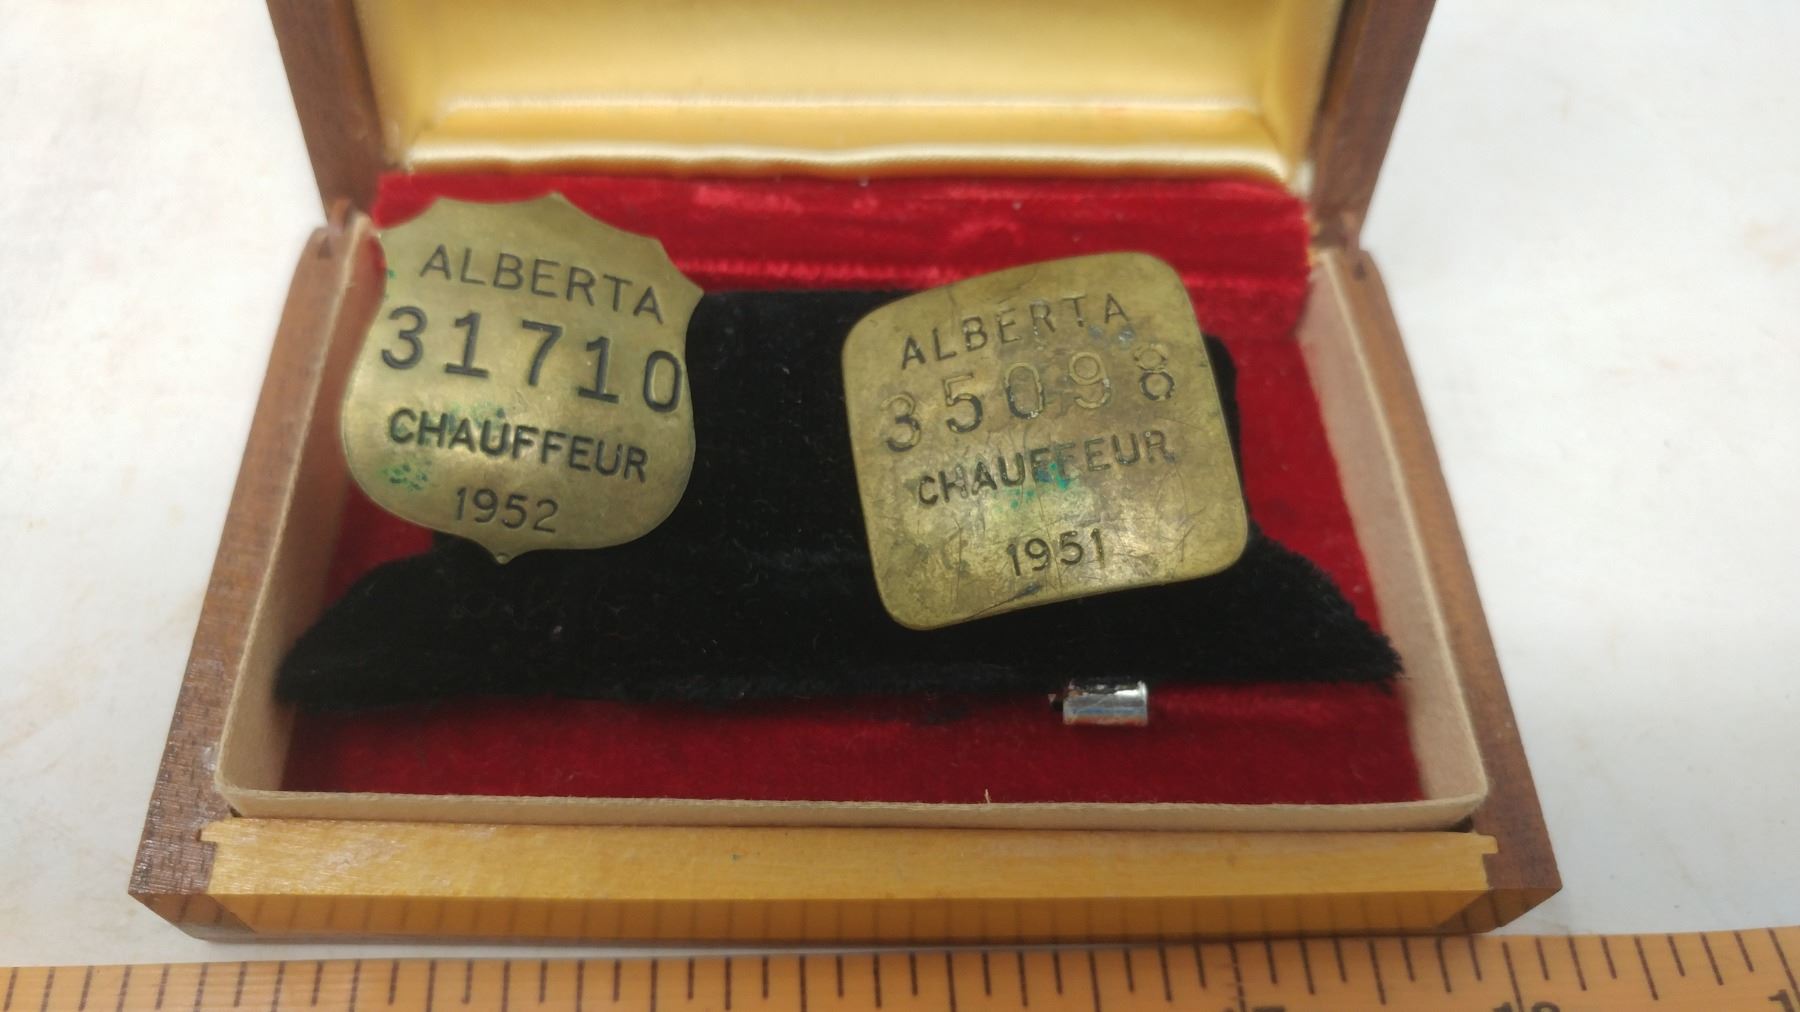 ALBERTA
31710
CHAUFFEUR
1952
ALBERTA
35098
CHAUFFEUR
1951